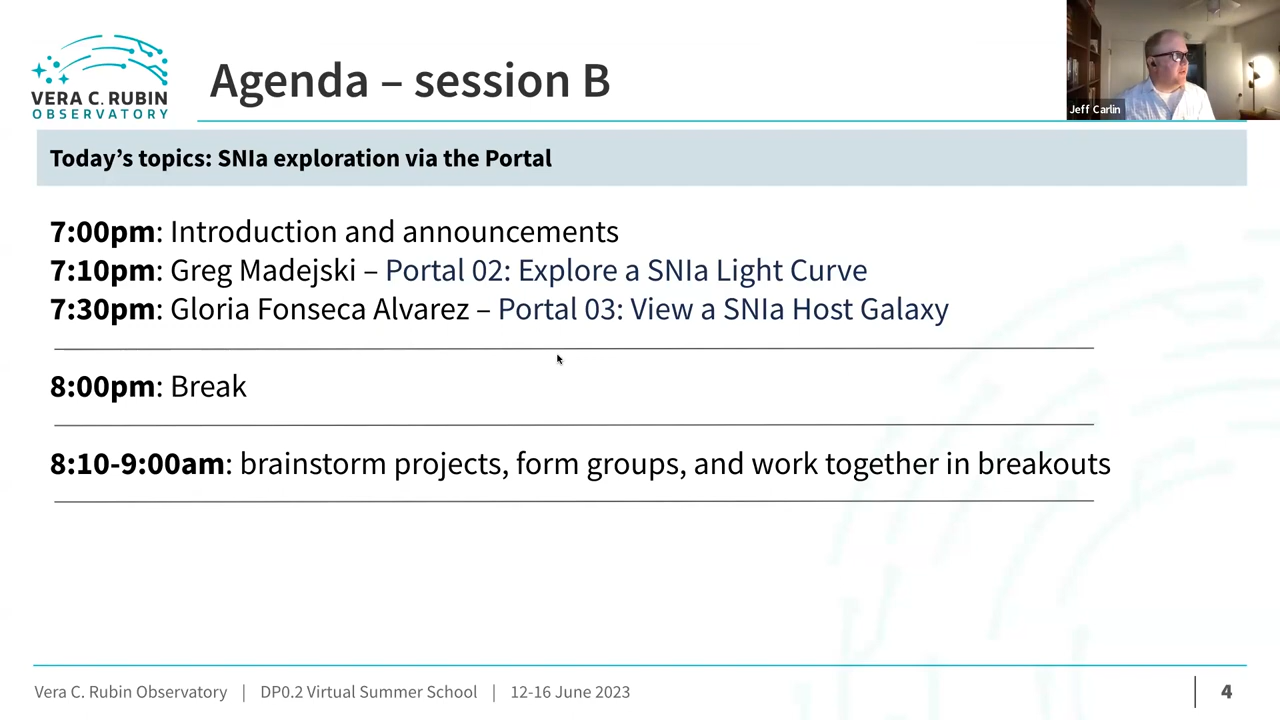 VERA C. RUBIN
OBSERVATORY
Agenda – session B
Jeff Carlin
Today’s topics: SNIa exploration via the Portal
7:00pm: Introduction and announcements
7:10pm: Greg Madejski – Portal 02: Explore a SNIa Light Curve
7:30pm: Gloria Fonseca Alvarez – Portal 03: View a SNIa Host Galaxy
8:00pm: Break
8:10-9:00am: brainstorm projects, form groups, and work together in breakouts
Vera C. Rubin Observatory | DP0.2 Virtual Summer School | 12-16 June 2023 | 4